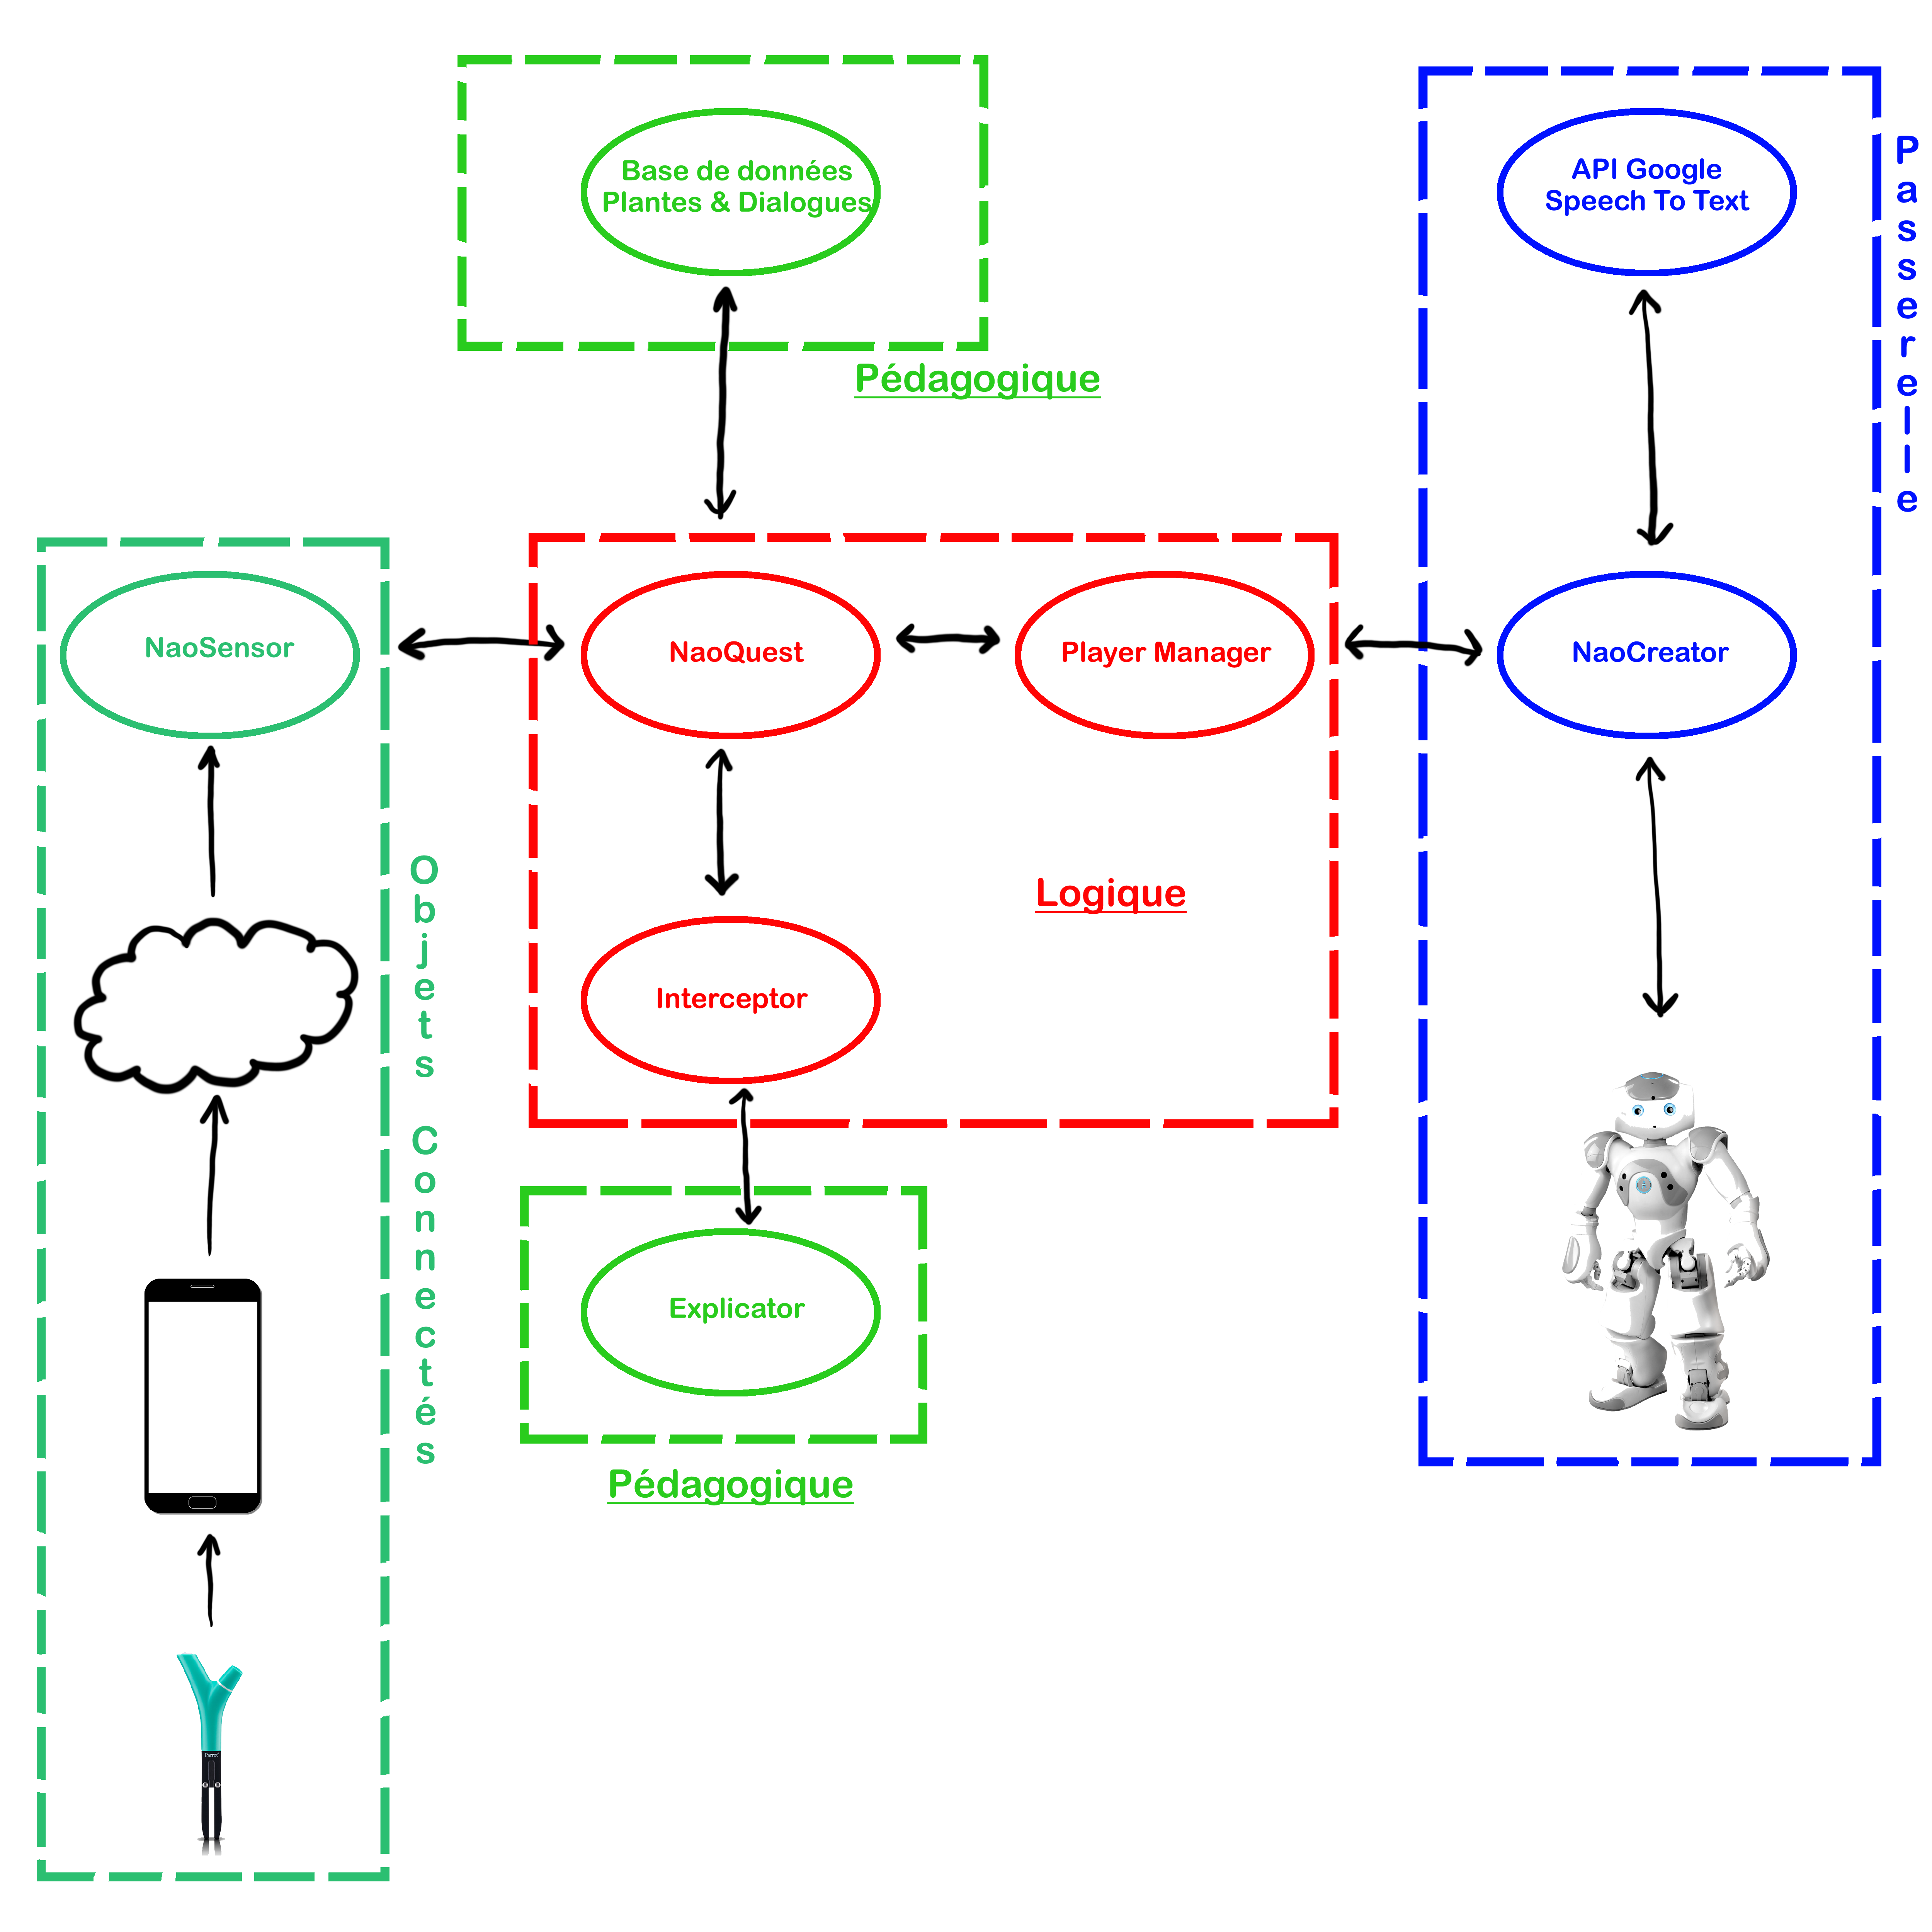 Base de données
Plantes & Dialogues
Pédagogique
API Google
Speech To Text
Passerelle
NaoSensor
NaoQuest
Player Manager
NaoCreator
Objets Connectés
Logique
Interceptor
Explicator
Pédagogique
Parrot